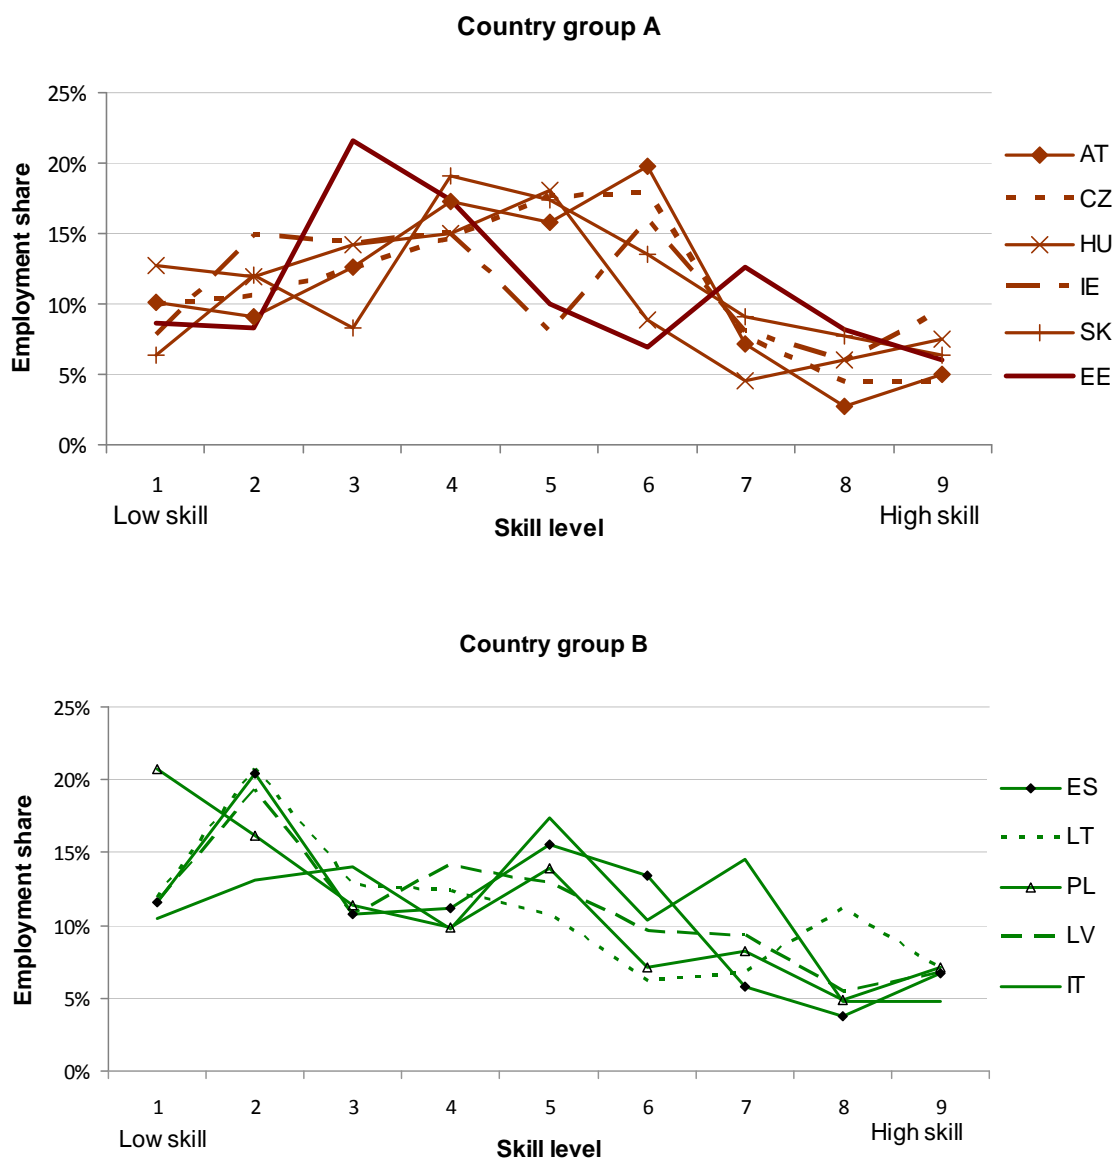 Country group A
25%
20%
15%
10%
5%
0%
Employment share
1 2 3 4 5 6 7 8 9
Low skill High skill
Skill level
AT
CZ
HU
IE
SK
EE
Country group B
25%
20%
15%
10%
5%
0%
Employment share
1 2 3 4 5 6 7 8 9
Low skill High skill
Skill level
ES
LT
PL
LV
IT